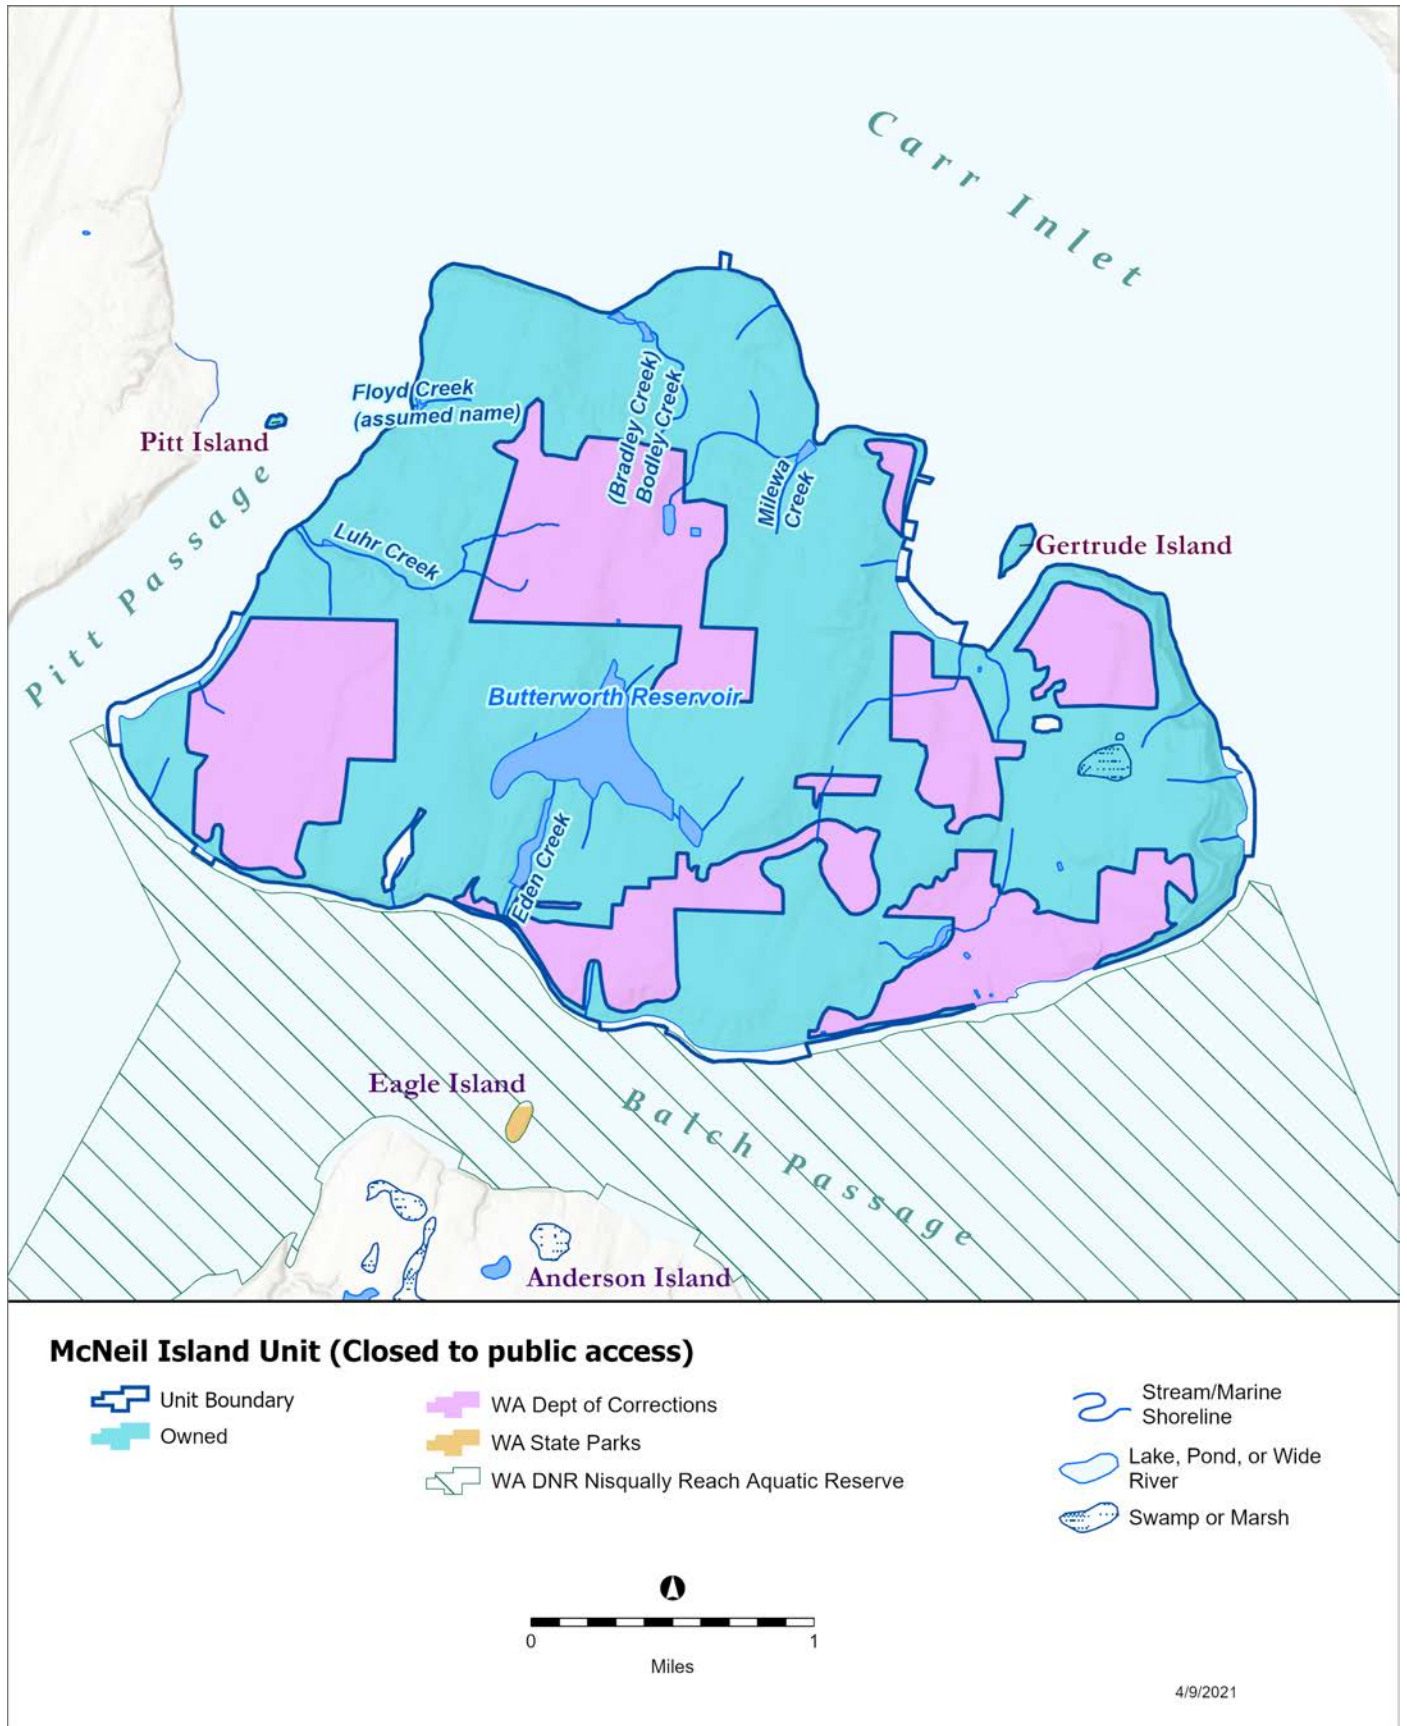 Carr Inlet
Floyd Creek
(assumed name)
(Bradley Creek)
Bodley Creek
Pitt Island
Milewa
Creek
Pitt Passage
Luhr Creek
Gertrude Island
Butterworth Reservoir
Eden Creek
Eagle Island
Balch Passage
Anderson Island
McNeil Island Unit (Closed to public access)
Unit Boundary
Owned
WA Dept of Corrections
WA State Parks
WA DNR Nisqually Reach Aquatic Reserve
Stream/Marine
Shoreline
Lake, Pond, or Wide
River
Swamp or Marsh
0 1
Miles
4/9/2021